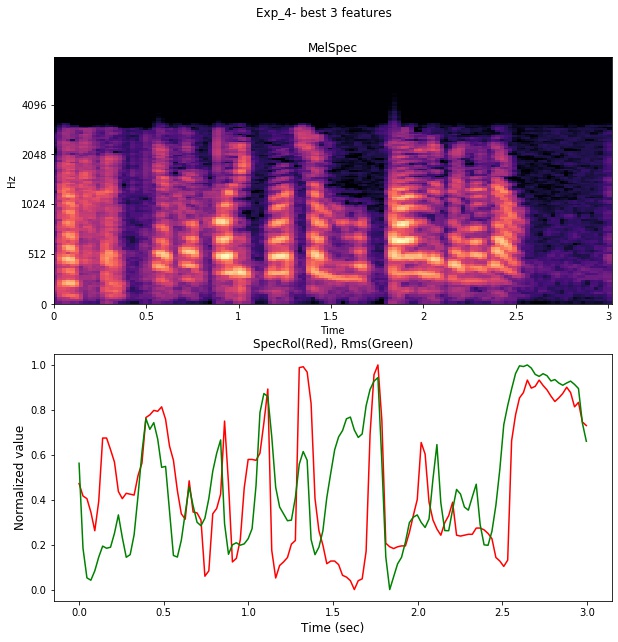 Exp_4- best 3 features
MelSpec
4096
2048
1024
512
0
Hz
0 0.5 1 1.5 2 2.5 3
Time
SpecRol(Red), Rms(Green)
1.0
0.8
0.6
0.4
0.2
0.0
Normalized value
0.0 0.5 1.0 1.5 2.0 2.5 3.0
Time (sec)